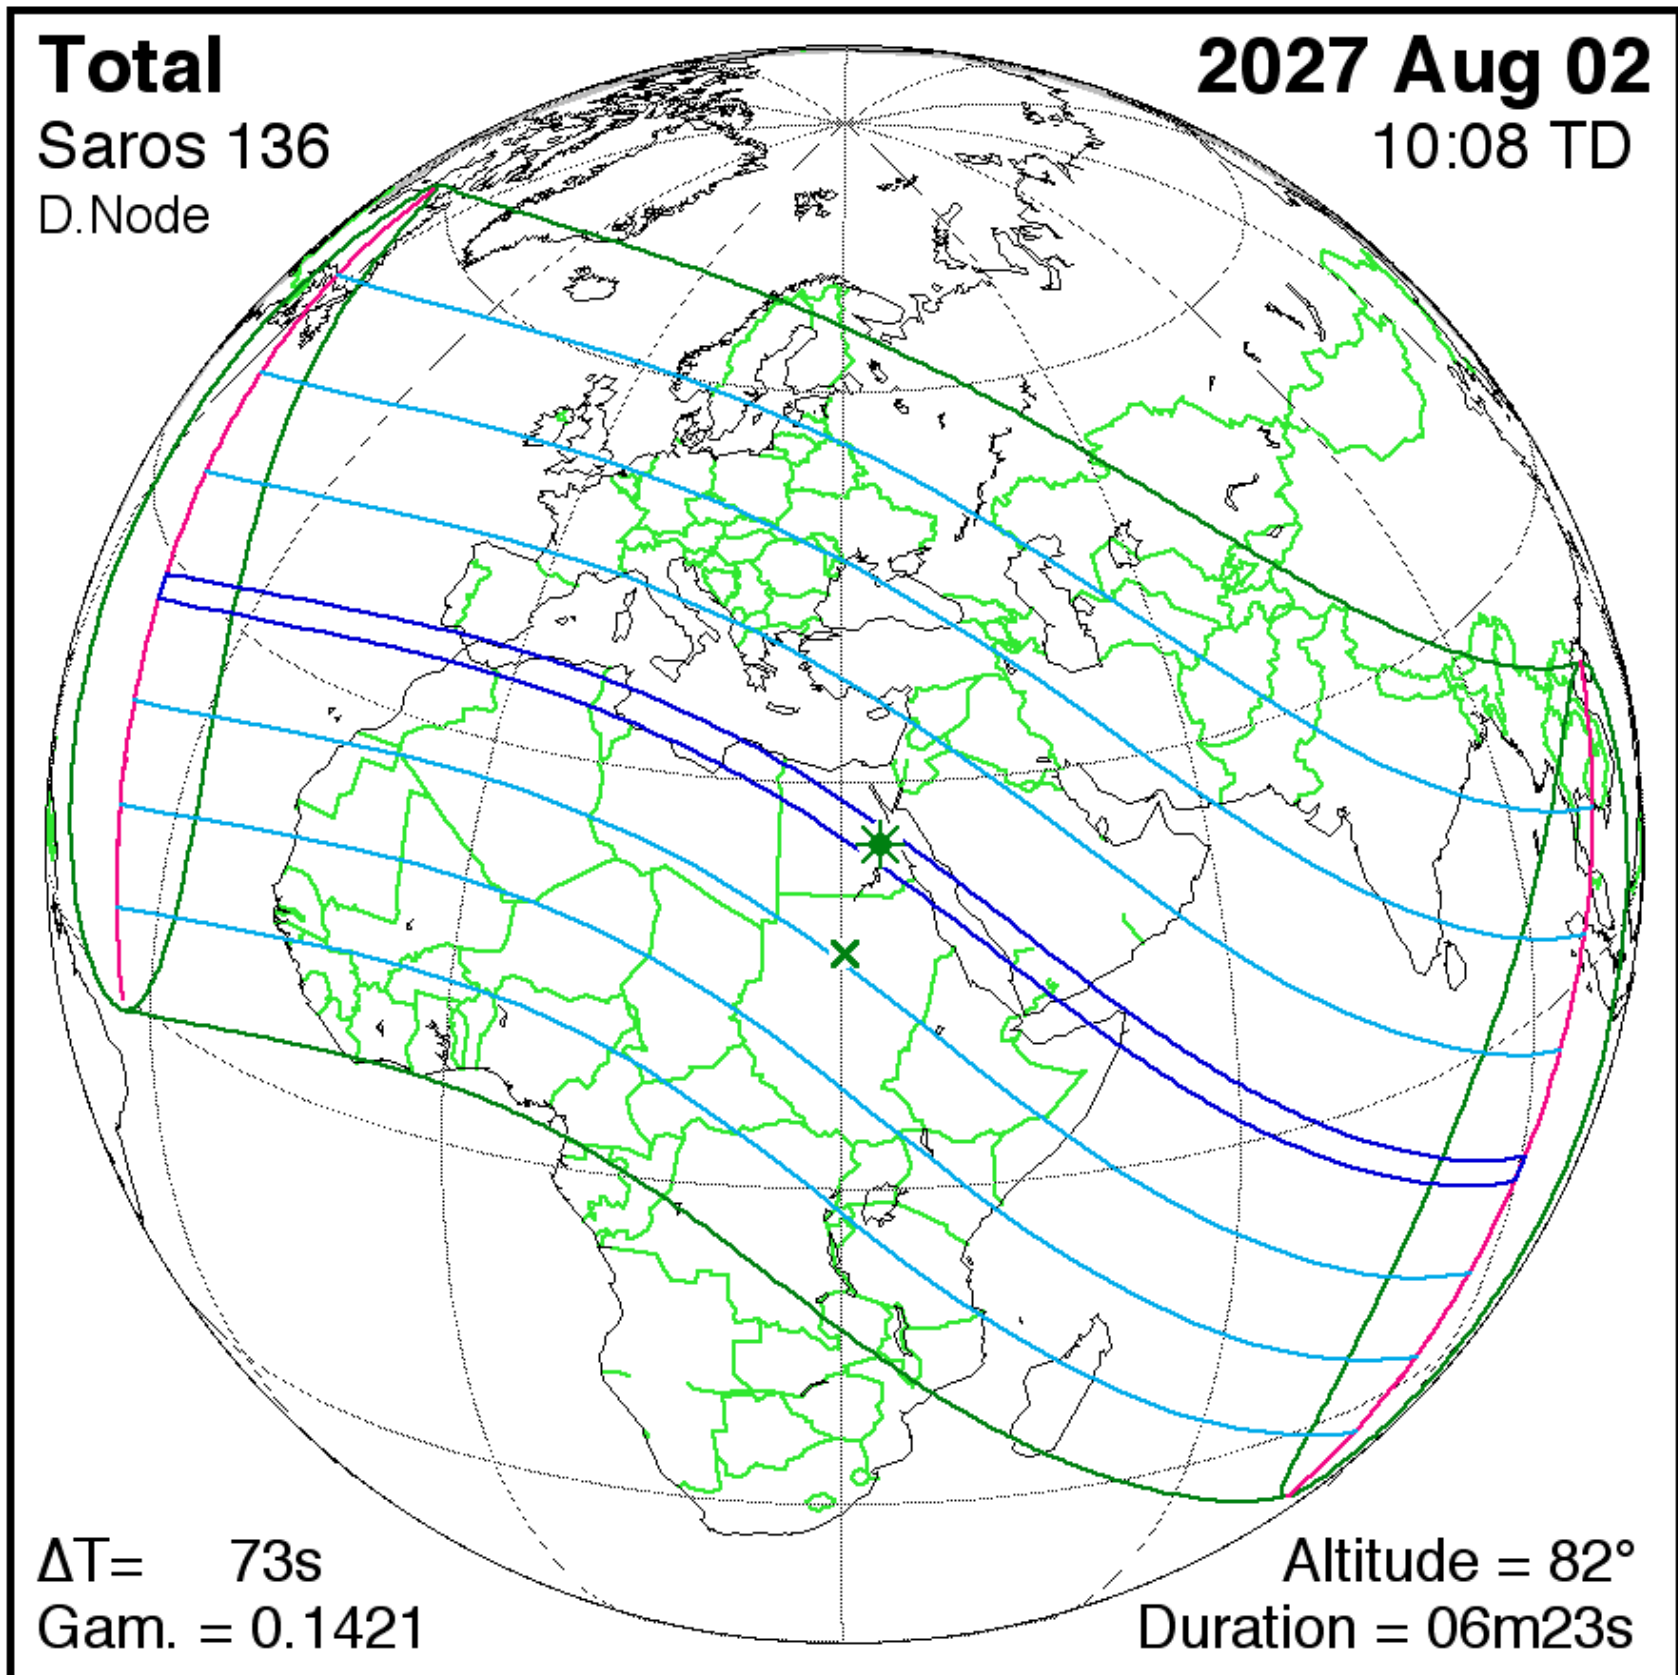 Total
2027 Aug 02
Saros 136
10:08 TD
D.Node
ΔT= 73s
Altitude = 82°
Gam. = 0.1421
Duration = 06m23s